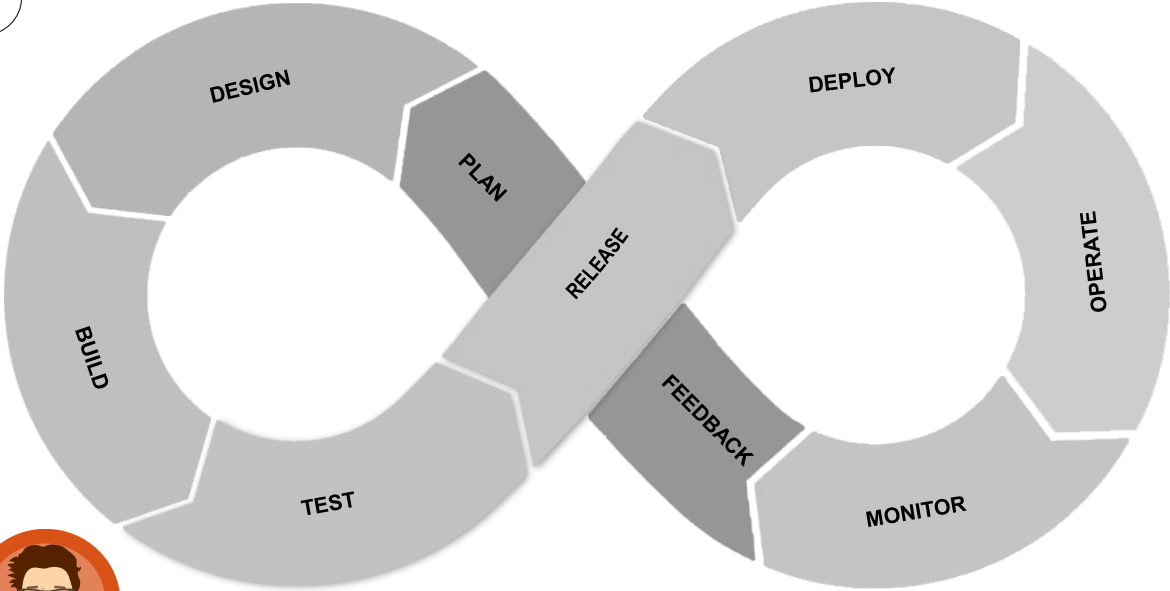 DESIGN
PLAN
BUILD
TEST
RELEASE
DEPLOY
OPERATE
MONITOR
FEEDBACK